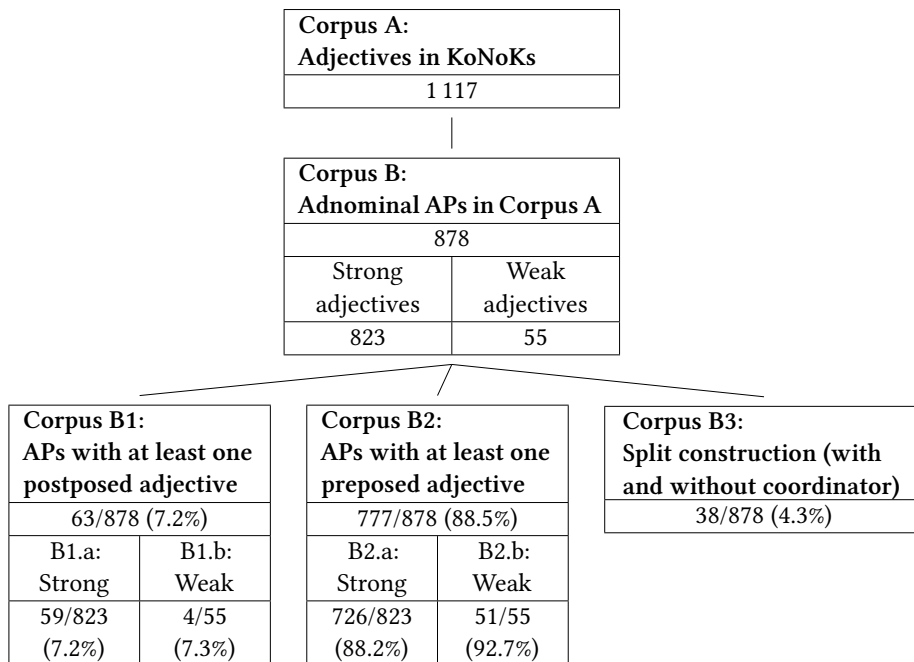 Corpus A:
Adjectives in KoNoKs
1 117
Corpus B:
Adnominal APs in Corpus A
878
Strong adjectives
Weak adjectives
823
55
Corpus B1:
APs with at least one
postposed adjective
63/878 (7.2%)
B1.a:
Strong
B1.b:
Weak
59/823
(7.2%)
4/55
(7.3%)
Corpus B2:
APs with at least one
preposed adjective
777/878 (88.5%)
B2.a:
Strong
B2.b:
Weak
726/823
(88.2%)
51/55
(92.7%)
Corpus B3:
Split construction (with
and without coordinator)
38/878 (4.3%)